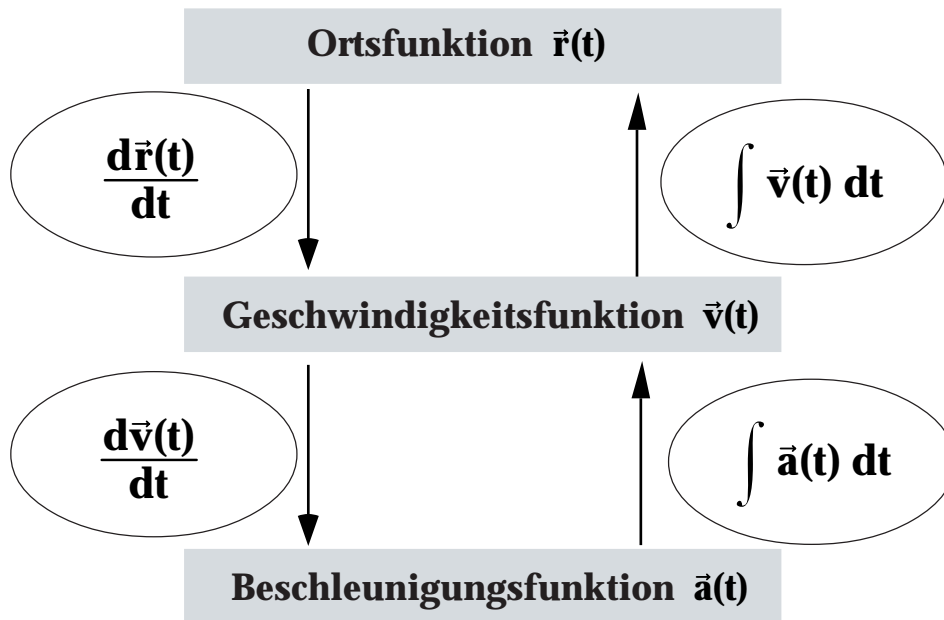 Ortsfunktion r⃗(t)
dr⃗(t)
dt
∫ v⃗(t) dt
Geschwindigkeitsfunktion v⃗(t)
dv⃗(t)
dt
∫ a⃗(t) dt
Beschleunigungsfunktion a⃗(t)